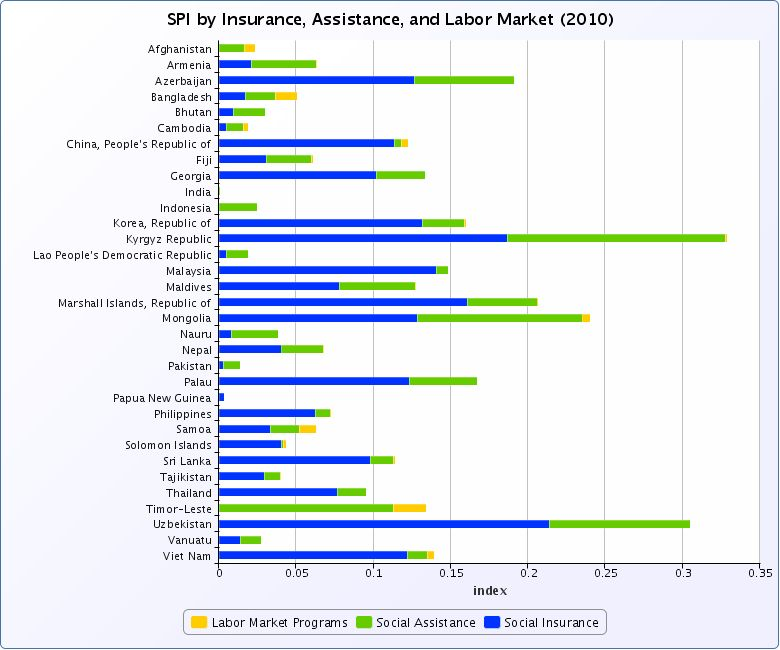 SPI by Insurance, Assistance, and Labor Market (2010)
Afghanistan
Armenia
Azerbaijan
Bangladesh
Bhutan
Cambodia
China, People's Republic of
Fiji
Georgia
India
Indonesia
Korea, Republic of
Kyrgyz Republic
Lao People's Democratic Republic
Malaysia
Maldives
Marshall Islands, Republic of
Mongolia
Nauru
Nepal
Pakistan
Palau
Papua New Guinea
Philippines
Samoa
Solomon Islands
Sri Lanka
Tajikistan
Thailand
Timor-Leste
Uzbekistan
Vanuatu
Viet Nam
0 0.05 0.1 0.15 0.2 0.25 0.3 0.35
index
Labor Market Programs Social Assistance Social Insurance